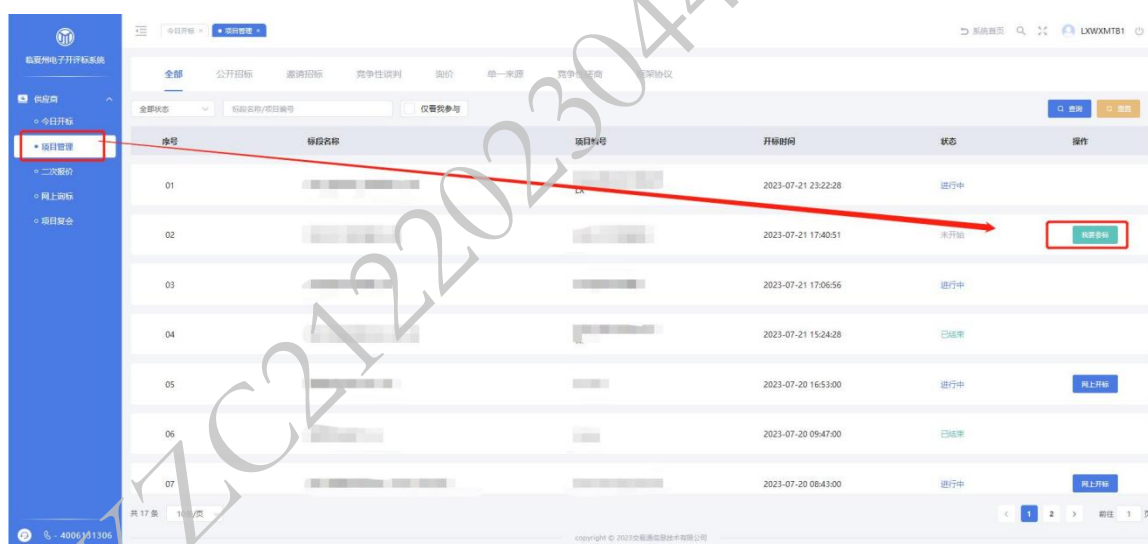 临夏州电子开评标系统
供应商
今日开标
项目管理
二次报价
网上询标
项目复会
4006131306
今日开标 ×
项目管理 ×
系统首页
LXWXMTB1
全部 公开招标 邀请招标 竞争性谈判 询价 单一来源 竞争性磋商 框架协议
全部状态 标段名称/项目编号 仅看我参与 查询 重置
序号 标段名称 项目编号 开标时间 状态 操作
01 LX 2023-07-21 23:22:28 进行中
02 2023-07-21 17:40:51 未开始 我要参标
03 2023-07-21 17:06:56 进行中
04 2023-07-21 15:24:28 已结束
05 2023-07-20 16:53:00 进行中 网上开标
06 2023-07-20 09:47:00 已结束
07 2023-07-20 08:43:00 进行中 网上开标
共 17 条 10条/页 < 1 2 > 前往 1 页
ZC12202304